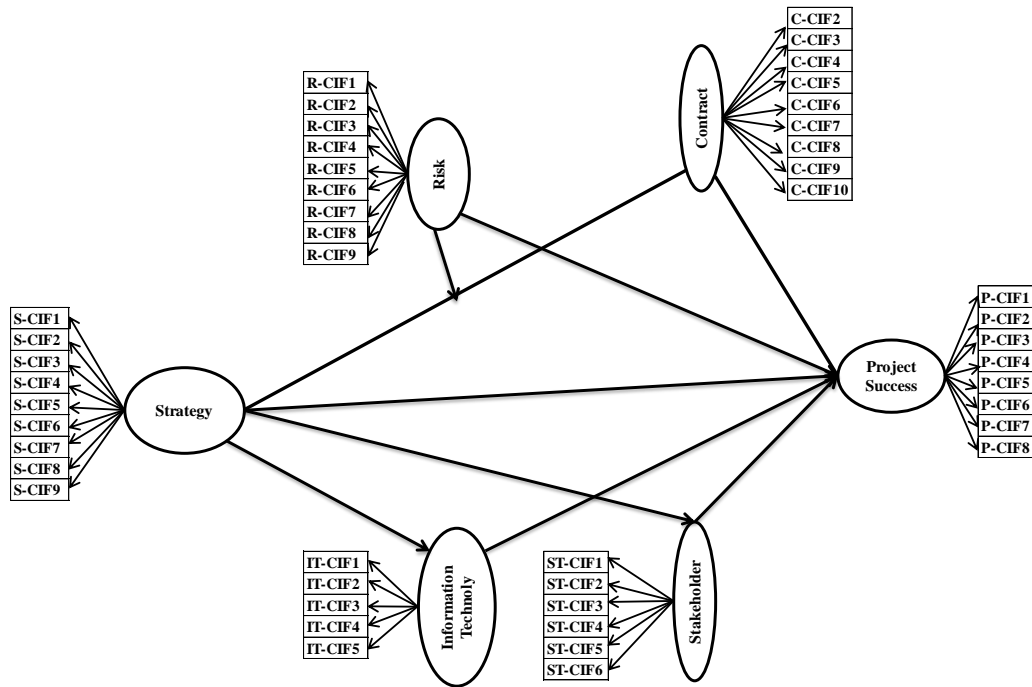 C-CIF2
C-CIF3
C-CIF4
C-CIF5
C-CIF6
C-CIF7
C-CIF8
C-CIF9
C-CIF10
Contract
R-CIF1
R-CIF2
R-CIF3
R-CIF4
R-CIF5
R-CIF6
R-CIF7
R-CIF8
R-CIF9
Risk
S-CIF1
S-CIF2
S-CIF3
S-CIF4
S-CIF5
S-CIF6
S-CIF7
S-CIF8
S-CIF9
Strategy
Project
Success
P-CIF1
P-CIF2
P-CIF3
P-CIF4
P-CIF5
P-CIF6
P-CIF7
P-CIF8
IT-CIF1
IT-CIF2
IT-CIF3
IT-CIF4
IT-CIF5
Information
Technoly
ST-CIF1
ST-CIF2
ST-CIF3
ST-CIF4
ST-CIF5
ST-CIF6
Stakeholder